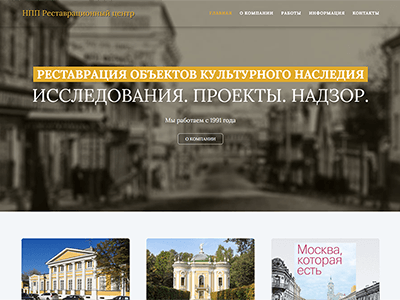 НПП Реставрационный центр
ГЛАВНАЯ О КОМПАНИИ РАБОТЫ ИНФОРМАЦИЯ КОНТАКТЫ
РЕСТАВРАЦИЯ ОБЪЕКТОВ КУЛЬТУРНОГО НАСЛЕДИЯ
ИССЛЕДОВАНИЯ. ПРОЕКТЫ. НАДЗОР.
Мы работаем с 1991 года
О КОМПАНИИ
Москва,
которая
есть